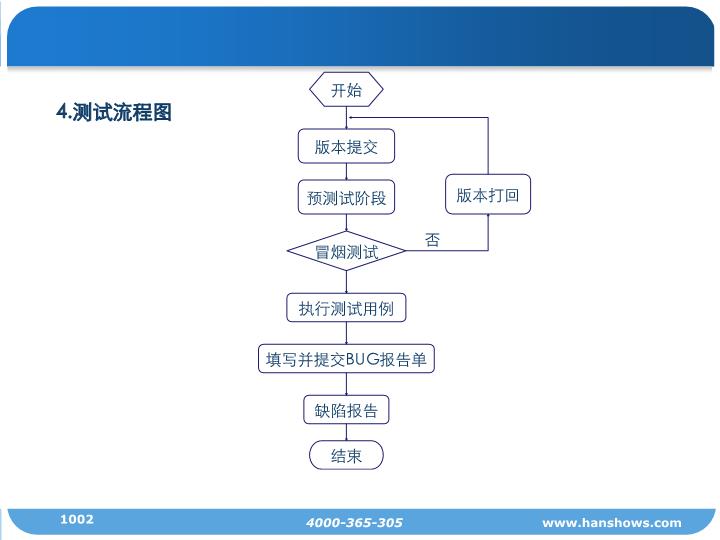 4.测试流程图
开始
版本提交
预测试阶段
版本打回
冒烟测试
否
执行测试用例
填写并提交BUG报告单
缺陷报告
结束
1002
4000-365-305
www.hanshows.com